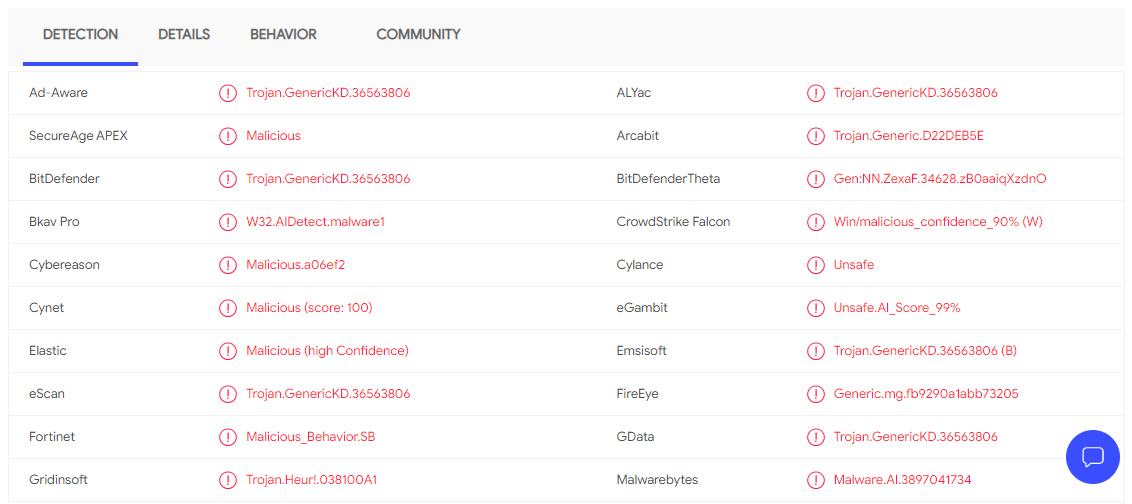 DETECTION DETAILS BEHAVIOR COMMUNITY
Ad-Aware Trojan.GenericKD.36563806 ALYac Trojan.GenericKD.36563806
SecureAge APEX Malicious Arcabit Trojan.Generic.D22DEB5E
BitDefender Trojan.GenericKD.36563806 BitDefenderTheta Gen:NN.ZexaF.34628.zB0aaiqXzdnO
Bkav Pro W32.AIDetect.malware1 CrowdStrike Falcon Win/malicious_confidence_90% (W)
Cybereason Malicious.a06ef2 Cylance Unsafe
Cynet Malicious (score: 100) eGambit Unsafe.AI_Score_99%
Elastic Malicious (high Confidence) Emsisoft Trojan.GenericKD.36563806 (B)
eScan Trojan.GenericKD.36563806 FireEye Generic.mg.fb9290a1abb73205
Fortinet Malicious_Behavior.SB GData Trojan.GenericKD.36563806
Gridinsoft Trojan.Heur!.038100A1 Malwarebytes Malware.AI.3897041734